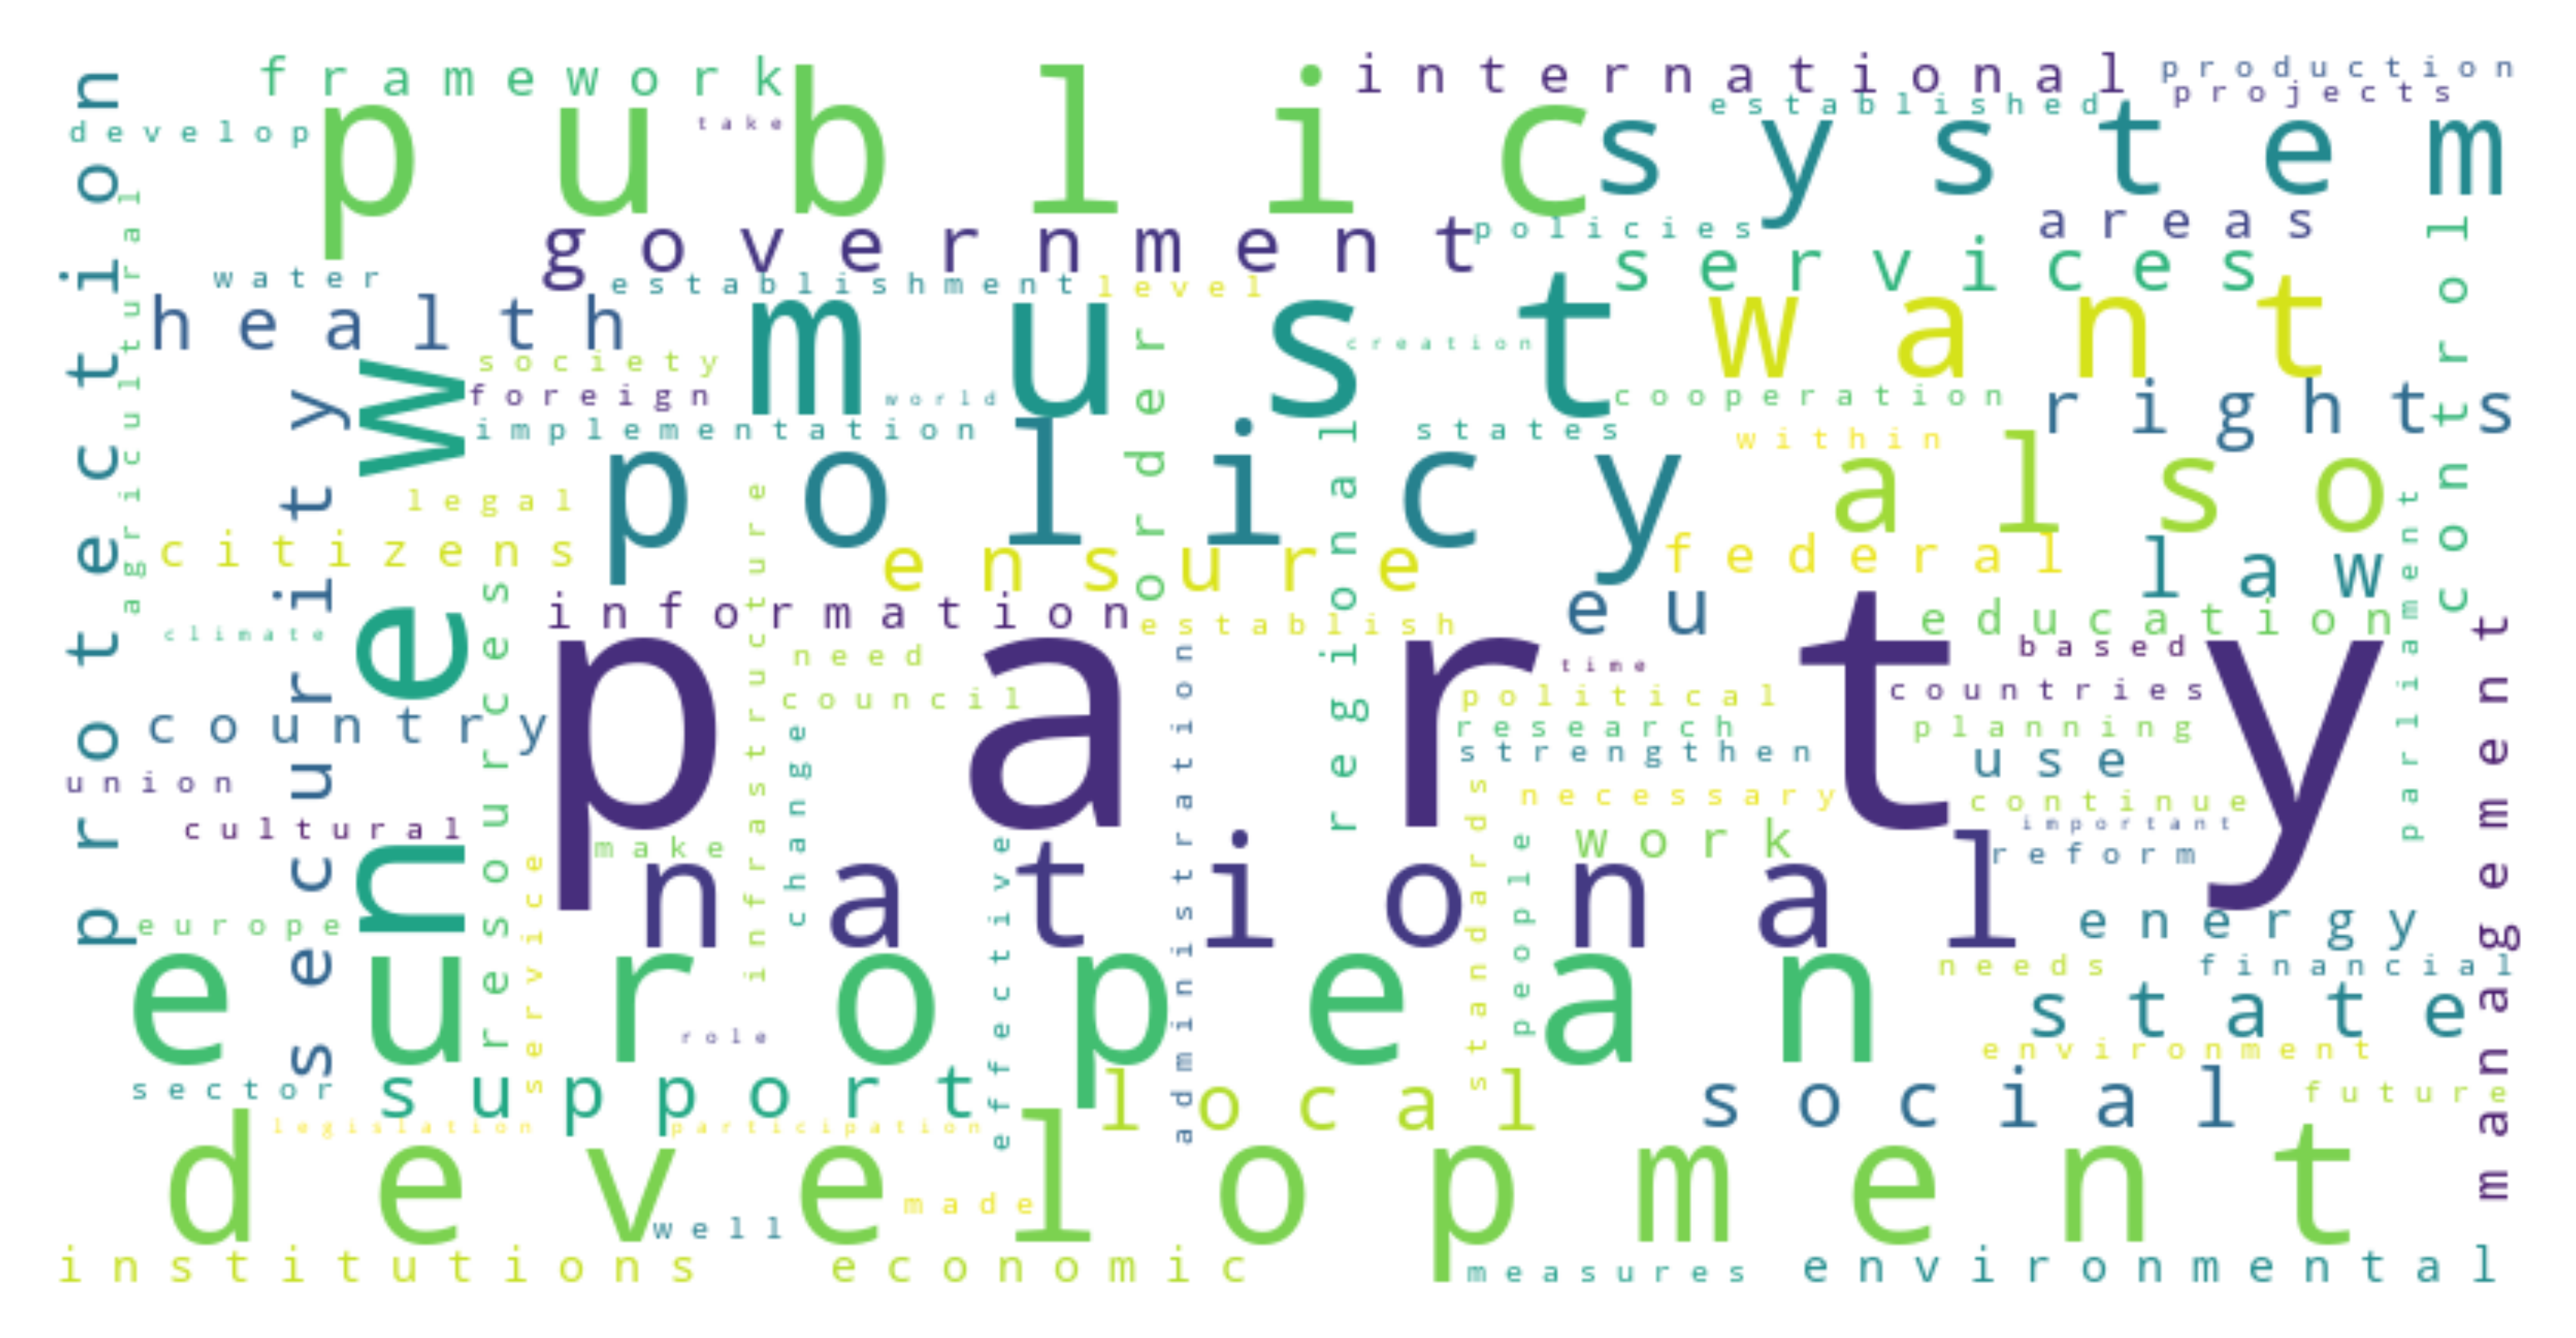 framework
international
production
projects
established
develop
take
public
system
protection
agricultural
areas
government
policies
services
control
water
establishment
level
health
must
want
order
creation
society
foreign
world
cooperation
rights
implementation
states
within
new
security
policy
also
regional
legal
infrastructure
parliament
citizens
ensure
federal
law
resources
information
establish
eu
education
climate
need
administration
time
based
management
party
council
political
countries
country
change
research
planning
strengthen
use
union
standards
necessary
continue
cultural
make
people
work
important
reform
service
effective
national
europe
energy
european
needs
financial
role
state
environment
sector
support
local
social
future
legislation
participation
development
made
well
institutions
economic
measures
environmental